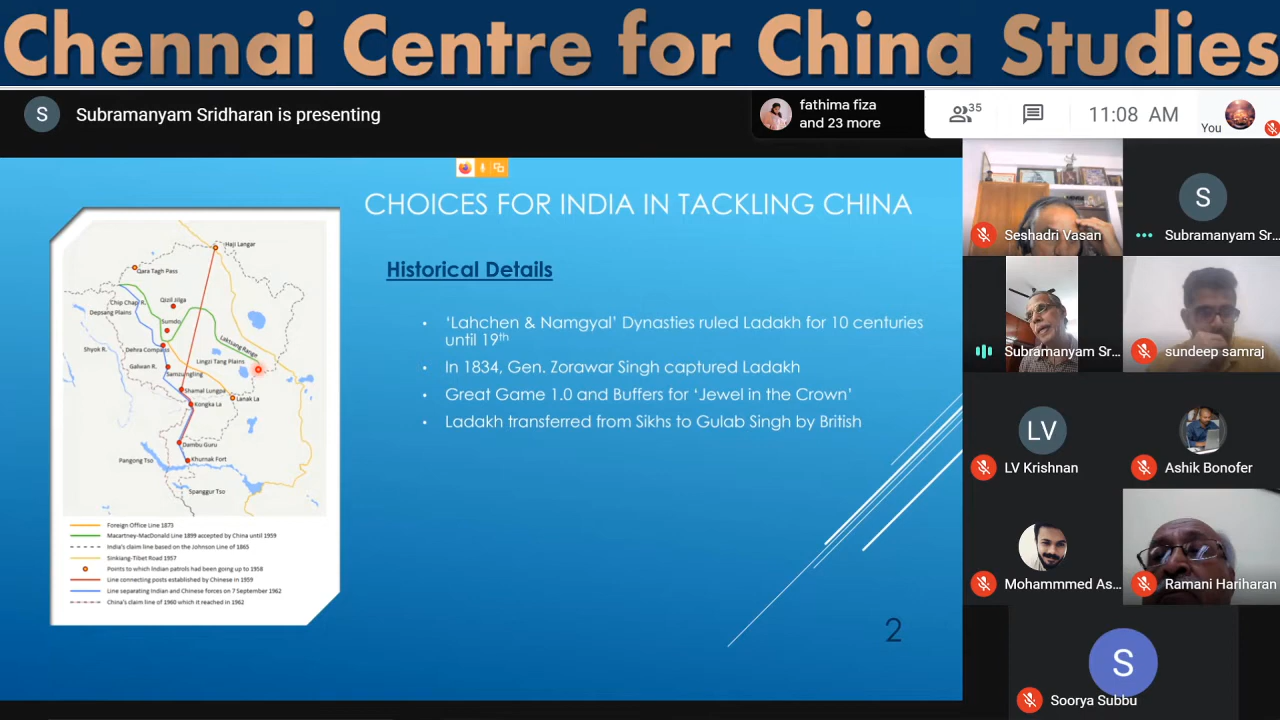 Chennai Centre for China Studies
S
Subramanyam Sridharan is presenting
fathima fiza
and 23 more
35
11:08 AM
You
CHOICES FOR INDIA IN TACKLING CHINA
Historical Details
• ‘Lahchen & Namgyal’ Dynasties ruled Ladakh for 10 centuries
until 19th
• In 1834, Gen. Zorawar Singh captured Ladakh
• Great Game 1.0 and Buffers for ‘Jewel in the Crown’
• Ladakh transferred from Sikhs to Gulab Singh by British
2
Haji Langar
Qara Tagh Pass
Chip Chap R.
Qizil Jilga
Depsang Plains
Sumdo
Laktsang Range
Shyok R.
Dehra Compass
Lingzi Tang Plains
Galwan R.
Samzungling
Shamal Lungpa
Lanak La
Kongka La
Dambu Guru
Pangong Tso
Khurnak Fort
Spanggur Tso
Foreign Office Line 1873
Macartney-MacDonald Line 1899 accepted by China until 1959
India's claim line based on the Johnson Line of 1865
Sinkiang-Tibet Road 1957
Points to which Indian patrols had been going up to 1958
Line connecting posts established by Chinese in 1959
Line separating Indian and Chinese forces on 7 September 1962
China's claim line of 1960 which it reached in 1962
Seshadri Vasan
S
Subramanyam Sr...
Subramanyam Sr...
sundeep samraj
LV
LV Krishnan
Ashik Bonofer
Mohammmed As...
Ramani Hariharan
S
Soorya Subbu